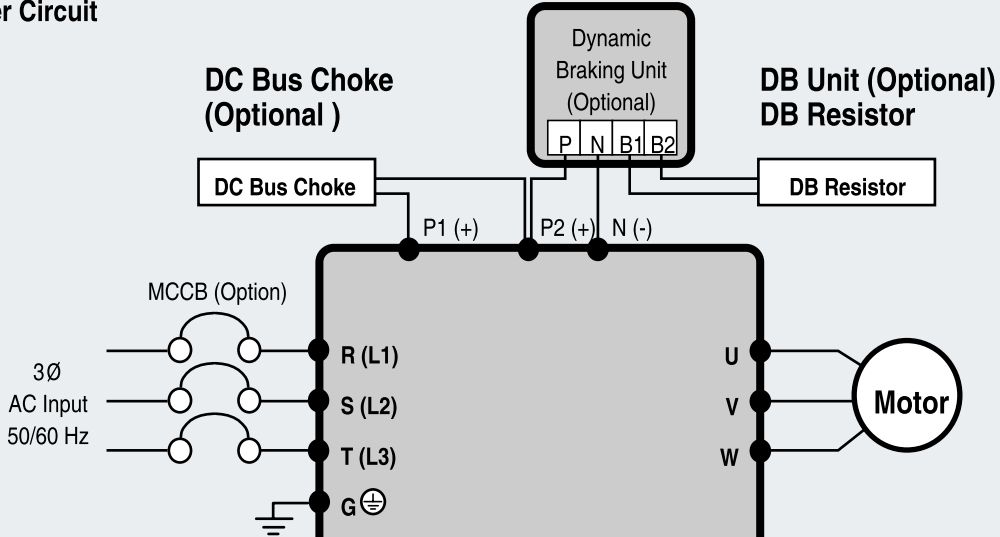 er Circuit
Dynamic
Braking Unit
(Optional)
P N B1 B2
DC Bus Choke
(Optional )
DB Unit (Optional)
DB Resistor
DC Bus Choke
DB Resistor
P1 (+) P2 (+) N (-)
MCCB (Option)
3Ø
AC Input
50/60 Hz
R (L1)
S (L2)
T (L3)
G
U
V
W
Motor